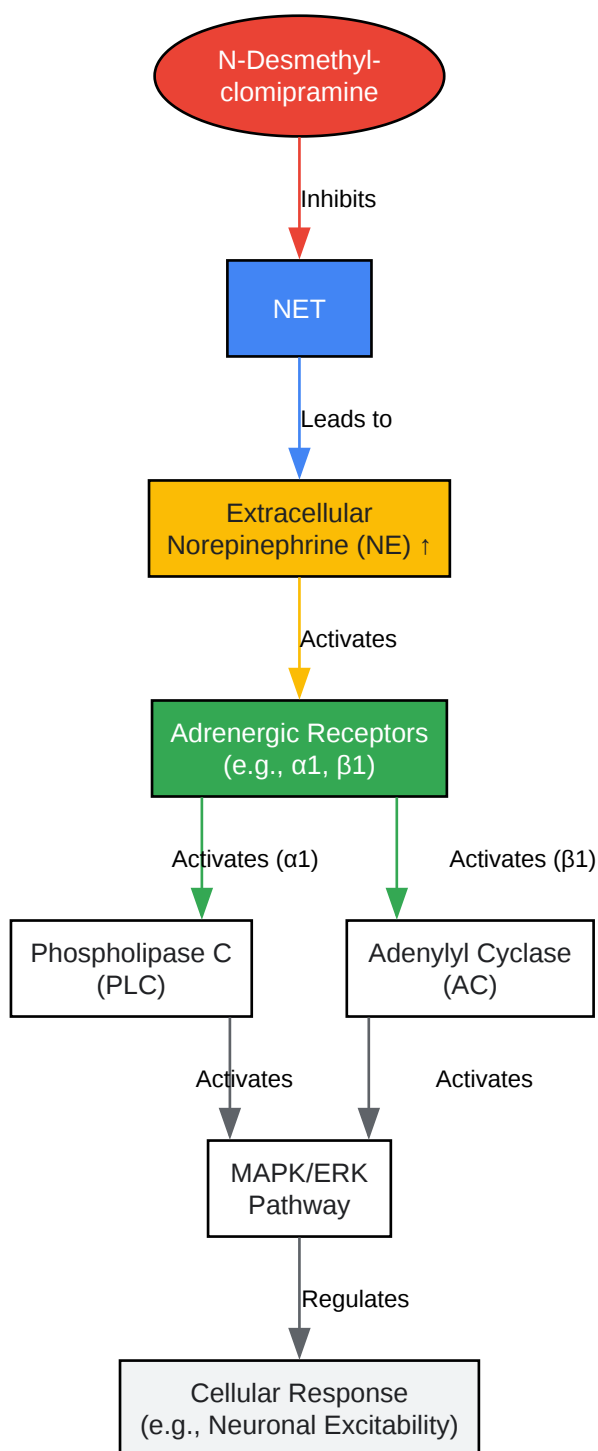 N-Desmethyl-
clomipramine
Inhibits
NET
Leads to
Extracellular
Norepinephrine (NE) ↑
Activates
Adrenergic Receptors
(e.g., α1, β1)
Activates (α1)
Activates (β1)
Phospholipase C
(PLC)
Adenylyl Cyclase
(AC)
Activates
Activates
MAPK/ERK
Pathway
Regulates
Cellular Response
(e.g., Neuronal Excitability)